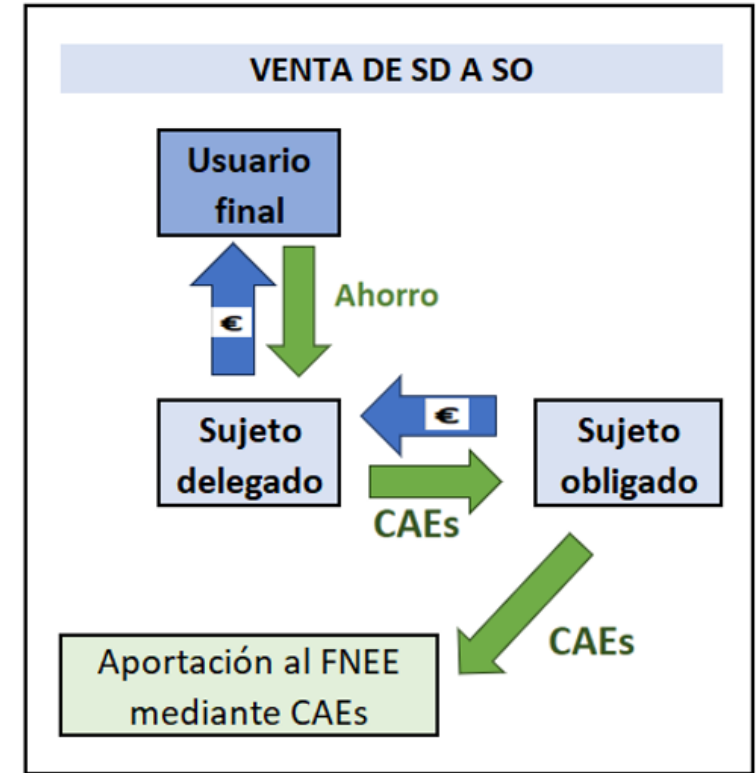 VENTA DE SD A SO
Usuario
final
€
Ahorro
Sujeto
delegado
€
CAEs
Sujeto
obligado
CAEs
Aportación al FNEE
mediante CAEs